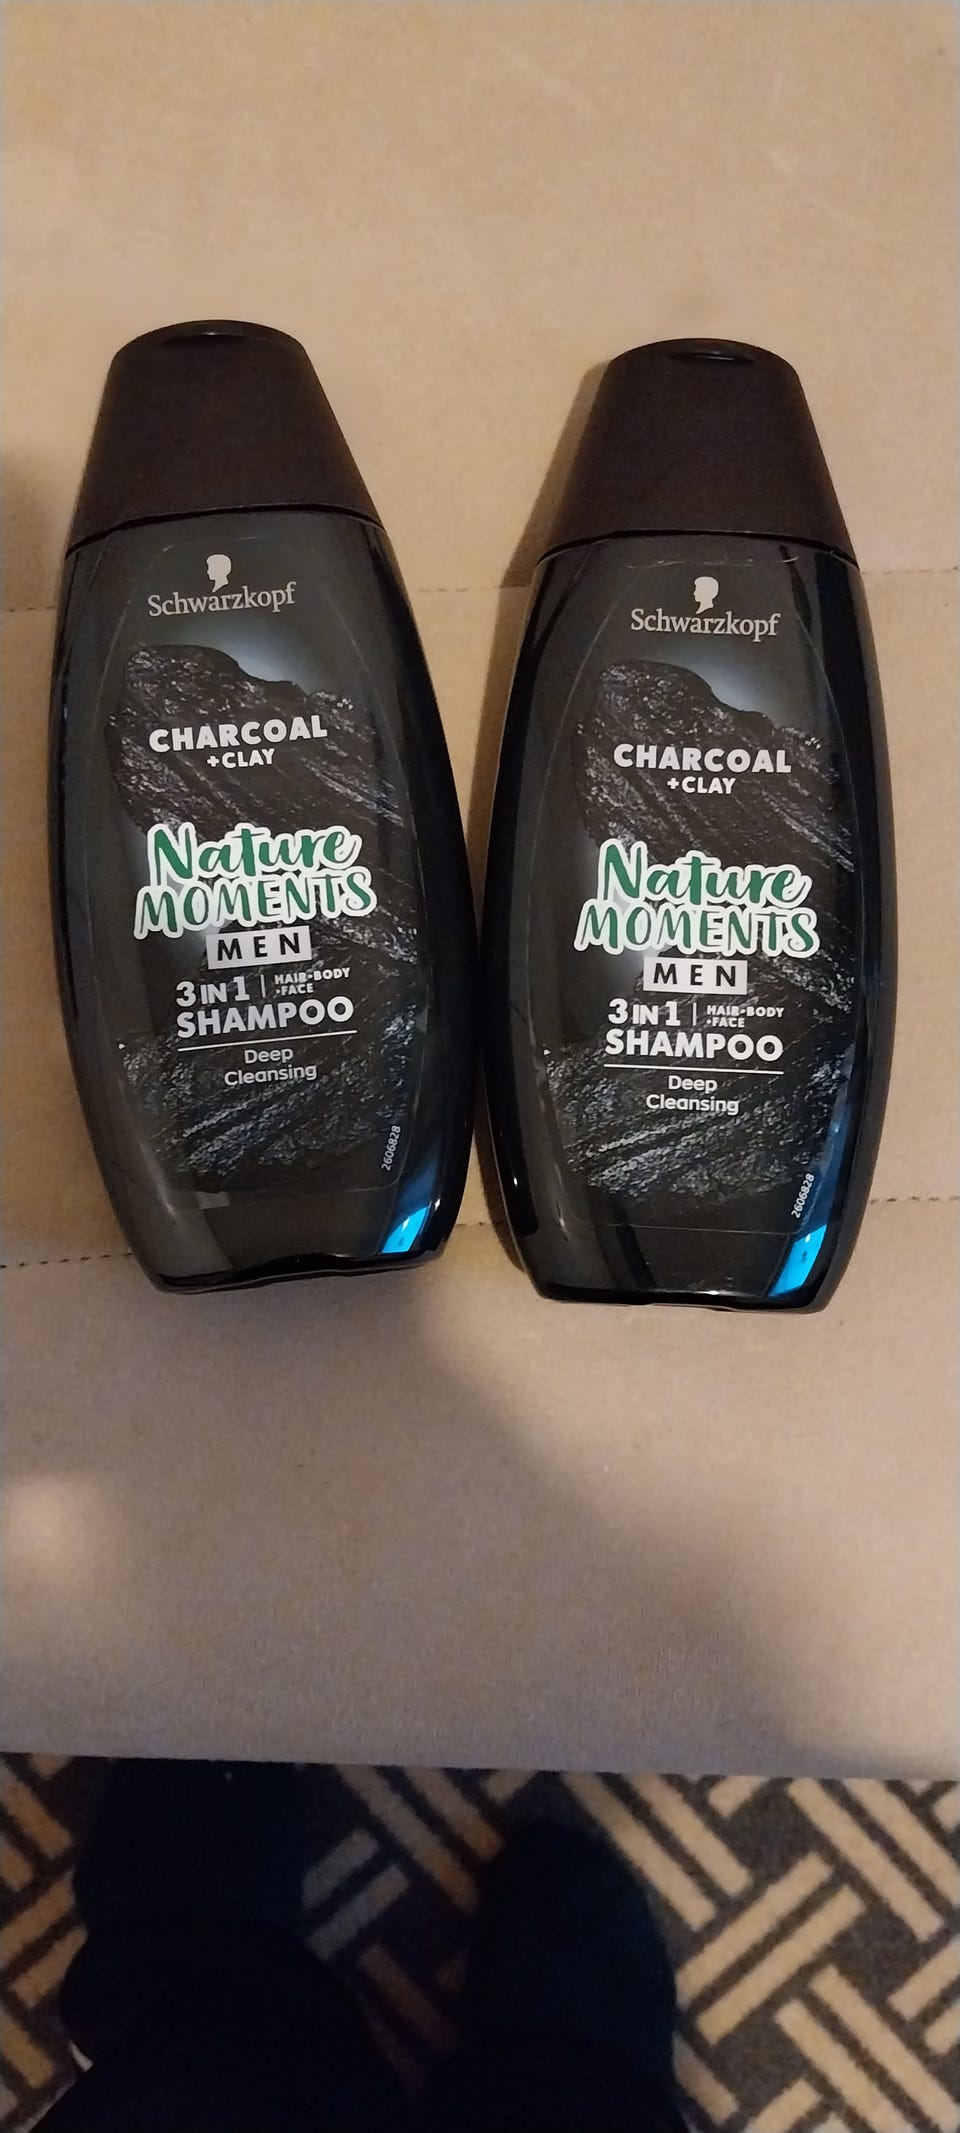 Schwarzkopf
CHARCOAL
+CLAY
Nature
MOMENTS
MEN
3 IN 1 | HAIR•BODY
•FACE
SHAMPOO
Deep
Cleansing
2606828
Schwarzkopf
CHARCOAL
+CLAY
Nature
MOMENTS
MEN
3 IN 1 | HAIR•BODY
•FACE
SHAMPOO
Deep
Cleansing
2606828